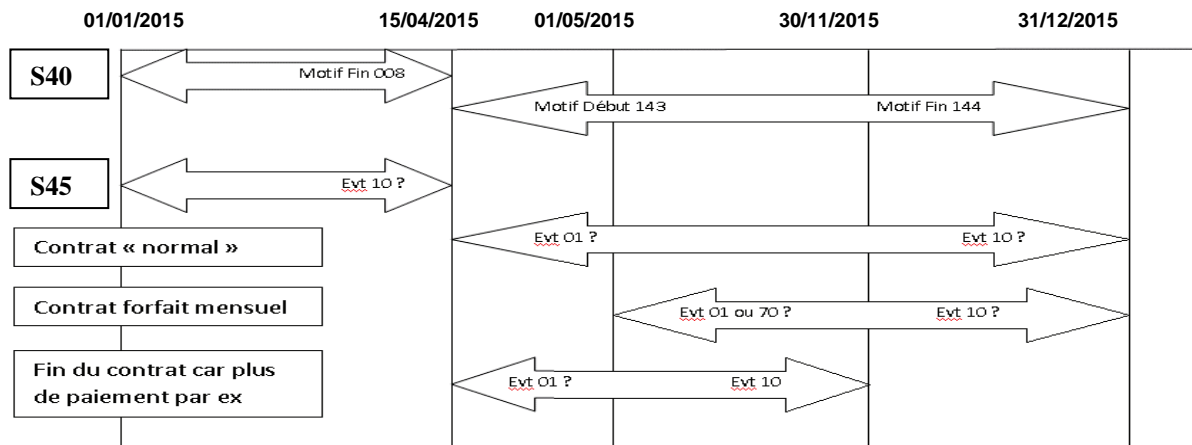 01/01/2015 15/04/2015 01/05/2015 30/11/2015 31/12/2015
S40
Motif Fin 008
Motif Début 143 Motif Fin 144
S45
Evt 10 ?
Contrat « normal »
Evt 01 ? Evt 10 ?
Contrat forfait mensuel
Evt 01 ou 70 ? Evt 10 ?
Fin du contrat car plus
de paiement par ex
Evt 01 ? Evt 10